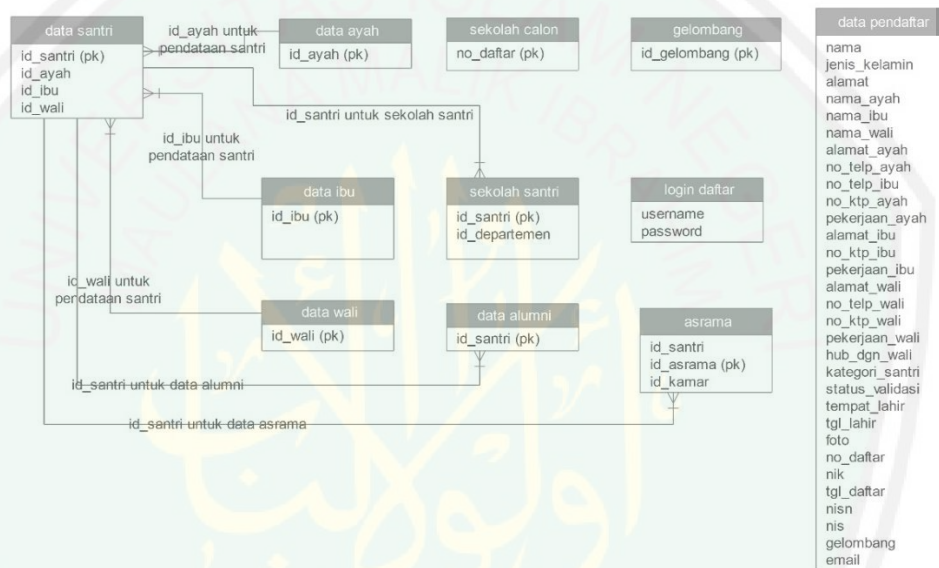 data santri
id_santri (pk)
id_ayah
id_ibu
id_wali
id_ayah untuk
pendataan santri
data ayah
id_ayah (pk)
sekolah calon
no_daftar (pk)
gelombang
id_gelombang (pk)
id_santri untuk sekolah santri
id_ibu untuk
pendataan santri
data ibu
id_ibu (pk)
sekolah santri
id_santri (pk)
id_departemen
login daftar
username
password
id_wali untuk
pendataan santri
data wali
id_wali (pk)
data alumni
id_santri (pk)
asrama
id_santri
id_asrama (pk)
id_kamar
id_santri untuk data alumni
id_santri untuk data asrama
data pendaftar
nama
jenis_kelamin
alamat
nama_ayah
nama_ibu
nama_wali
alamat_ayah
no_telp_ayah
no_telp_ibu
no_ktp_ayah
pekerjaan_ayah
alamat_ibu
no_ktp_ibu
pekerjaan_ibu
alamat_wali
no_telp_wali
no_ktp_wali
pekerjaan_wali
hub_dgn_wali
kategori_santri
status_validasi
tempat_lahir
tgl_lahir
foto
no_daftar
nik
tgl_daftar
nisn
nis
gelombang
email